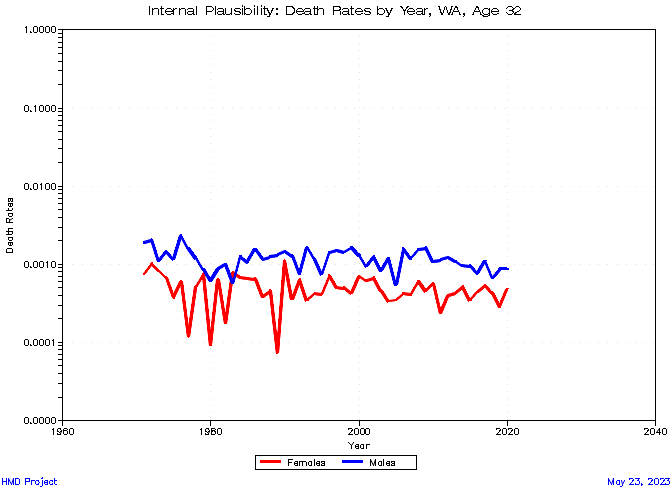 Internal Plausibility: Death Rates by Year, WA, Age 32
1.0000
0.1000
0.0100
0.0010
0.0001
0.0000
Death Rates
1960
1980
2000
2020
2040
Year
Females
Males
HMD Project
May 23, 2023